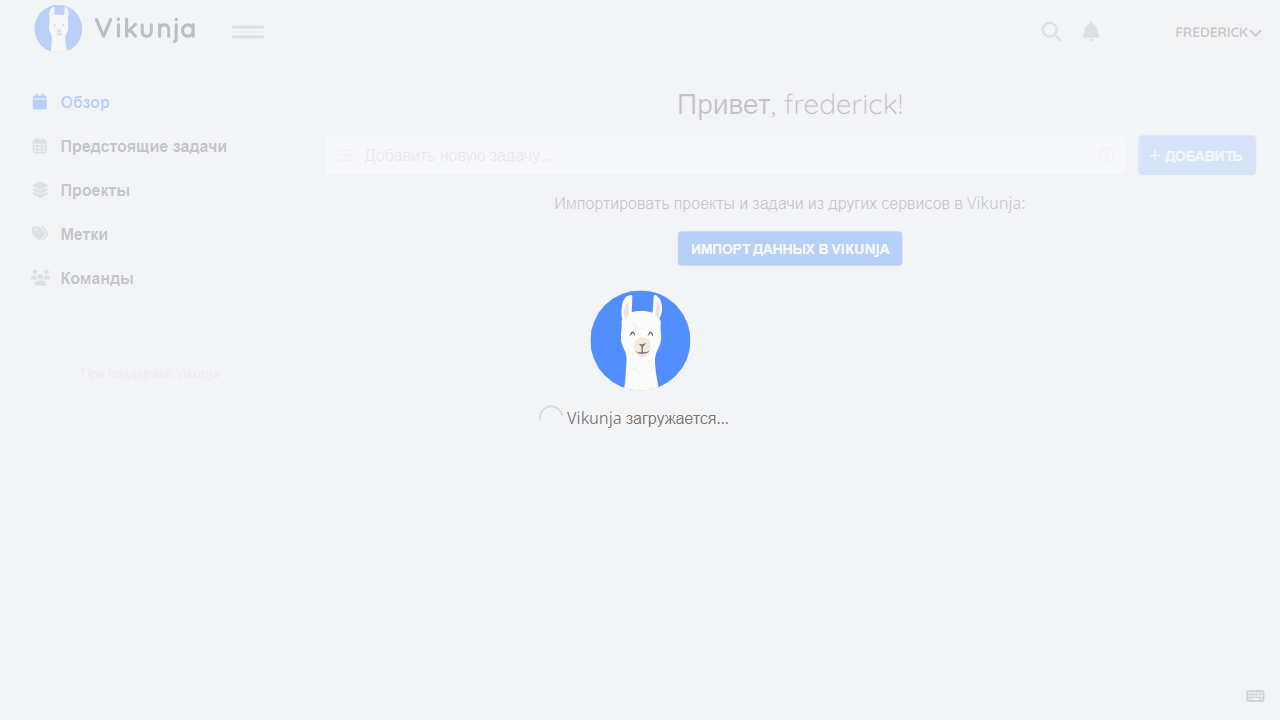 Vikunja
FREDERICK
Обзор
Предстоящие задачи
Проекты
Метки
Команды
При поддержке Vikunja
Привет, frederick!
Добавить новую задачу...
ДОБАВИТЬ
Импортировать проекты и задачи из других сервисов в Vikunja:
ИМПОРТ ДАННЫХ В VIKUNJA
Vikunja загружается...